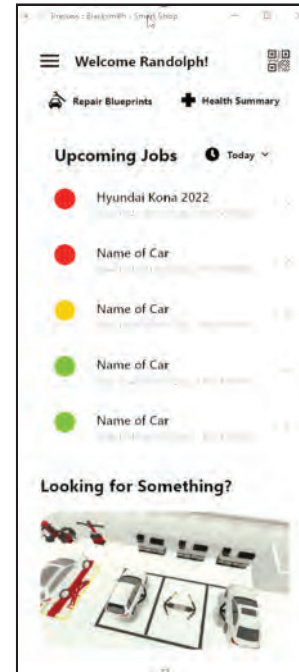 Preview - Blacksmith - Smart Shop
Welcome Randolph!
Repair Blueprints
Health Summary
Upcoming Jobs
Today
Hyundai Kona 2022
Name of Car
Name of Car
Name of Car
Name of Car
Looking for Something?